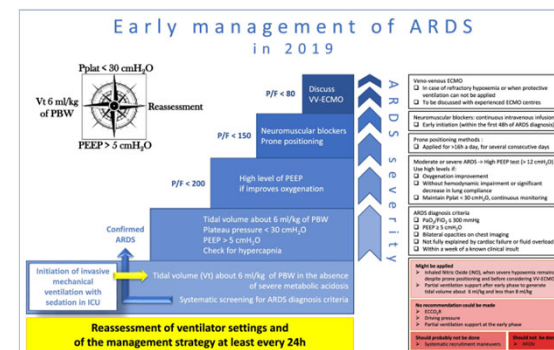 Early management of ARDS
in 2019
Pplat < 30 cmH₂O
Vt 6 ml/kg
of PBW
Reassessment
PEEP > 5 cmH₂O
P/F < 80
Discuss
VV-ECMO
P/F < 150
Neuromuscular blockers
Prone positioning
P/F < 200
High level of PEEP
if improves oxygenation
Confirmed
ARDS
Tidal volume about 6 ml/kg of PBW
Plateau pressure < 30 cmH₂O
PEEP > 5 cmH₂O
Check for hypercapnia
Initiation of invasive
mechanical
ventilation with
sedation in ICU
Tidal volume (Vt) about 6 ml/kg of PBW in the absence
of severe metabolic acidosis
Systematic screening for ARDS diagnosis criteria
Reassessment of ventilator settings and
of the management strategy at least every 24h
ARDS severity
Veno-venous ECMO
❑ In case of refractory hypoxemia or when protective
ventilation can not be applied
❑ To be discussed with experienced ECMO centres
Neuromuscular blockers: continuous intravenous infusion
❑ Early initiation (within the first 48h of ARDS diagnosis)
Prone positioning methods :
❑ Applied for >16h a day, for several consecutive days
Moderate or severe ARDS -> High PEEP test (> 12 cmH₂O)
Use high levels if:
❑ Oxygenation improvement
❑ Without hemodynamic impairment or significant
decrease in lung compliance
❑ Maintain Pplat < 30 cmH₂O, continuous monitoring
ARDS diagnosis criteria
❑ PaO₂/FiO₂ ≤ 300 mmHg
❑ PEEP ≥ 5 cmH₂O
❑ Bilateral opacities on chest imaging
❑ Not fully explained by cardiac failure or fluid overload
❑ Within a week of a known clinical insult
Might be applied
➢ Inhaled Nitric Oxide (iNO), when severe hypoxemia remains
despite prone positioning and before considering VV-ECMO
➢ Partial ventilation support after early phase to generate
tidal volume about 6 ml/kg and less than 8 ml/kg
No recommendation could be made
➢ ECCO₂R
➢ Driving pressure
➢ Partial ventilation support at the early phase
Should probably not be done
➢ Systematic recruitment maneuvers
Should not be
➢ HFOV